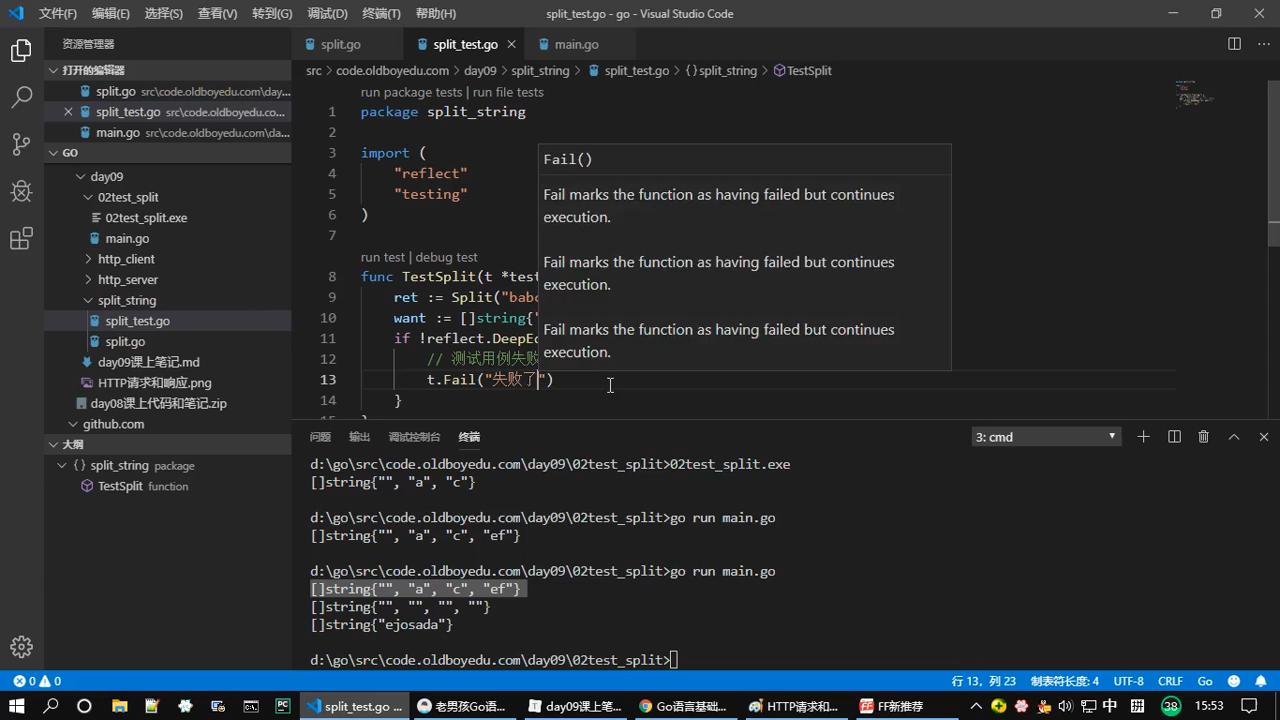 文件(F) 编辑(E) 选择(S) 查看(V) 转到(G) 调试(D) 终端(T) 帮助(H) split_test.go - go - Visual Studio Code
资源管理器
split.go split_test.go main.go
打开的编辑器
split.go src\code.oldboyedu.com\day...
split_test.go src\code.oldboyedu.co...
main.go src\code.oldboyedu.com\da...
GO
day09
02test_split
02test_split.exe
main.go
http_client
http_server
split_string
split_test.go
split.go
day09课上笔记.md
HTTP请求和响应.png
day08课上代码和笔记.zip
github.com
大纲
split_string package
TestSplit function
src code.oldboyedu.com day09 split_string split_test.go {} split_string TestSplit
run package tests | run file tests
1 package split_string
2
3 import (
4 "reflect"
5 "testing"
6 )
7
run test | debug test
8 func TestSplit(t *test
9 ret := Split("babc
10 want := []string{"
11 if !reflect.DeepEq
12 // 测试用例失败
13 t.Fail("失败了")
14 }
15 }
Fail()
Fail marks the function as having failed but continues
execution.
Fail marks the function as having failed but continues
execution.
Fail marks the function as having failed but continues
execution.
问题 输出 调试控制台 终端 3: cmd
d:\go\src\code.oldboyedu.com\day09\02test_split>02test_split.exe
[]string{"", "a", "c"}
d:\go\src\code.oldboyedu.com\day09\02test_split>go run main.go
[]string{"", "a", "c", "ef"}
d:\go\src\code.oldboyedu.com\day09\02test_split>go run main.go
[]string{"", "a", "c", "ef"}
[]string{"", "", "", ""}
[]string{"ejosada"}
d:\go\src\code.oldboyedu.com\day09\02test_split>
0 0 行 13, 列 23 制表符长度: 4 UTF-8 CRLF Go
split_test.go ... 老男孩Go语... day09课上笔... Go语言基础... HTTP请求和... FF新推荐 中 拼 38 15:53